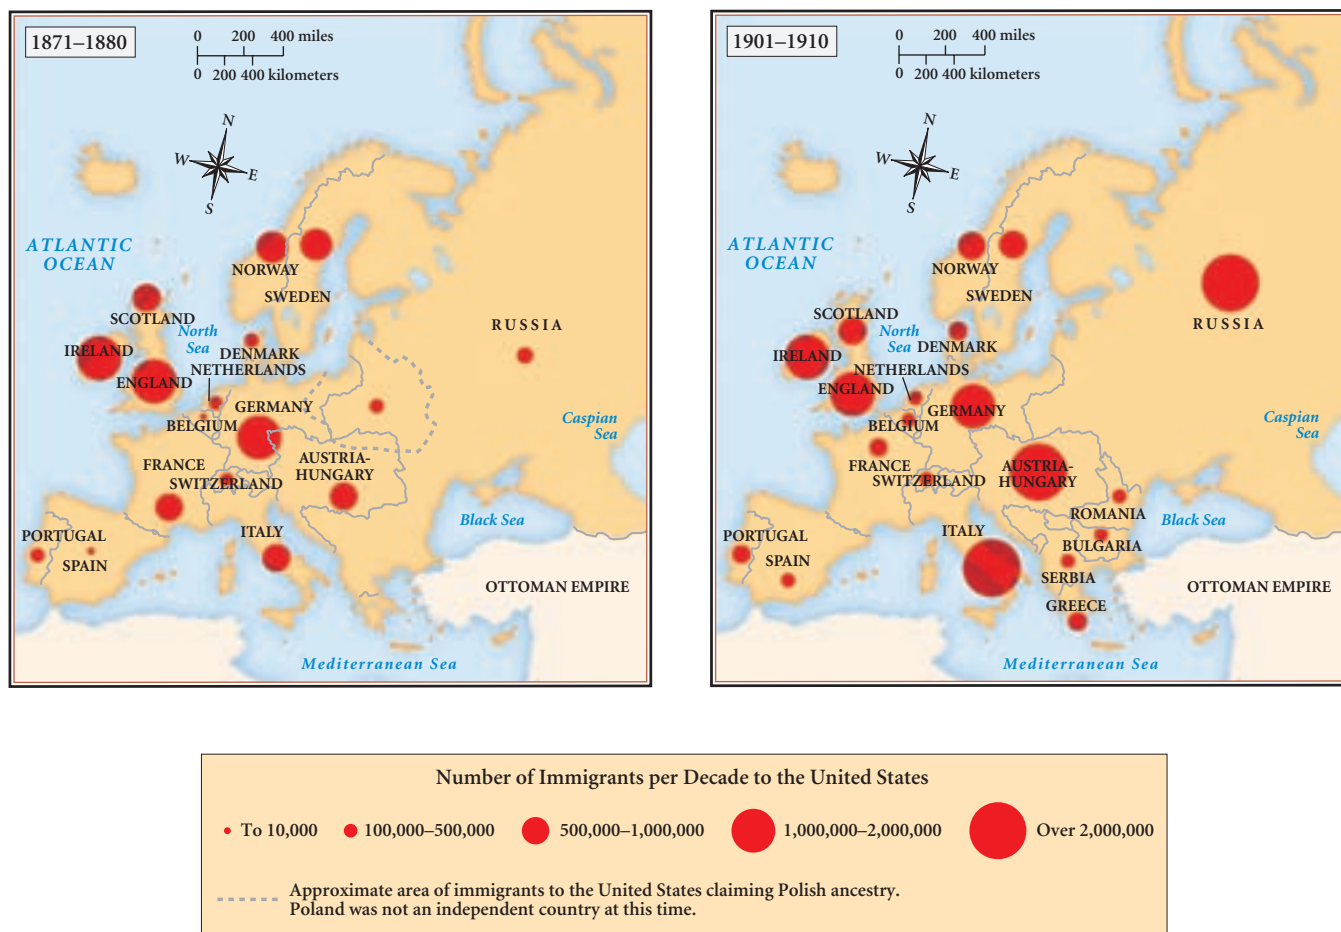 1871–1880
0 200 400 miles
0 200 400 kilometers
N
W
E
S
ATLANTIC
OCEAN
NORWAY
SWEDEN
SCOTLAND
North
Sea
RUSSIA
IRELAND
DENMARK
NETHERLANDS
ENGLAND
GERMANY
BELGIUM
Caspian
Sea
FRANCE
AUSTRIA-
HUNGARY
SWITZERLAND
Black Sea
PORTUGAL
ITALY
SPAIN
OTTOMAN EMPIRE
Mediterranean Sea
1901–1910
0 200 400 miles
0 200 400 kilometers
N
W
E
S
ATLANTIC
OCEAN
NORWAY
SWEDEN
SCOTLAND
RUSSIA
North
Sea
DENMARK
IRELAND
NETHERLANDS
ENGLAND
GERMANY
BELGIUM
Caspian
Sea
FRANCE
AUSTRIA-
HUNGARY
SWITZERLAND
ROMANIA
Black Sea
ITALY
PORTUGAL
BULGARIA
SPAIN
SERBIA
OTTOMAN EMPIRE
GREECE
Mediterranean Sea
Number of Immigrants per Decade to the United States
To 10,000
100,000–500,000
500,000–1,000,000
1,000,000–2,000,000
Over 2,000,000
Approximate area of immigrants to the United States claiming Polish ancestry.
Poland was not an independent country at this time.